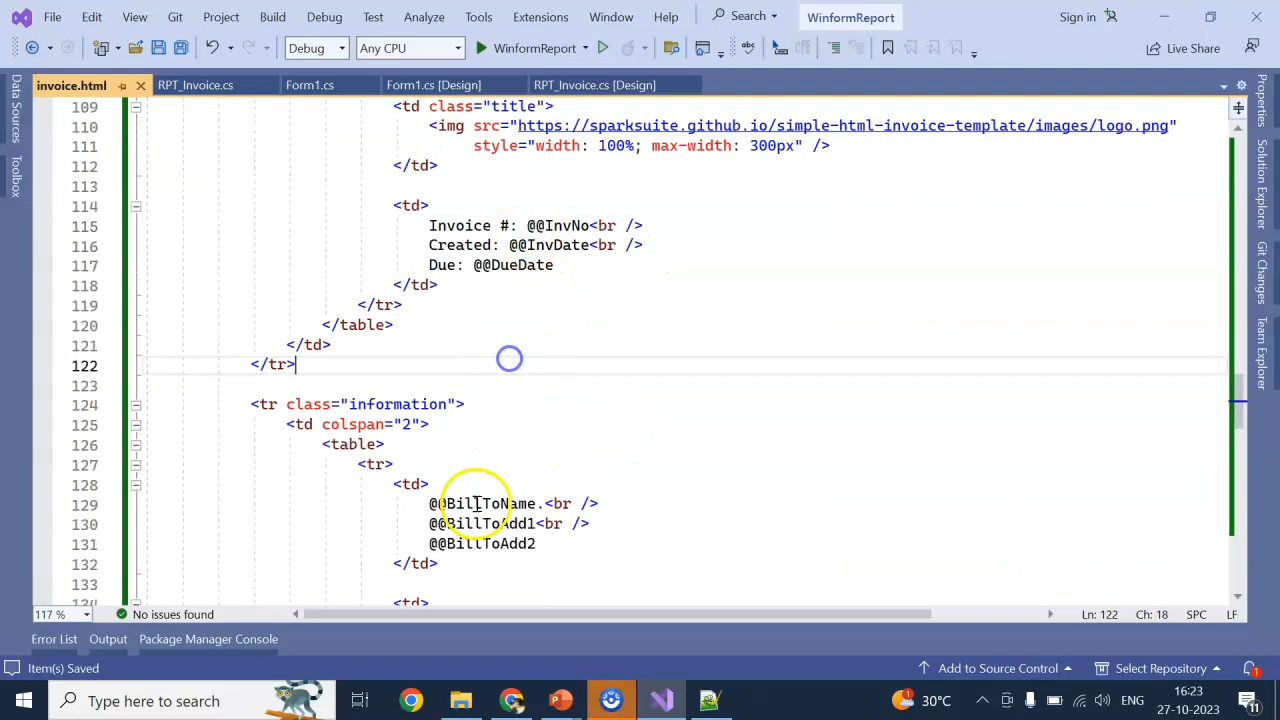 File Edit View Git Project Build Debug Test Analyze Tools Extensions Window Help Search WinformReport Sign in
Debug Any CPU WinformReport Live Share
invoice.html RPT_Invoice.cs Form1.cs Form1.cs [Design] RPT_Invoice.cs [Design]
Data Sources
Toolbox
Properties
Solution Explorer
Git Changes
Team Explorer
109 <td class="title">
110 <img src="https://sparksuite.github.io/simple-html-invoice-template/images/logo.png"
111 style="width: 100%; max-width: 300px" />
112 </td>
113
114 <td>
115 Invoice #: @@InvNo<br />
116 Created: @@InvDate<br />
117 Due: @@DueDate
118 </td>
119 </tr>
120 </table>
121 </td>
122 </tr>
123
124 <tr class="information">
125 <td colspan="2">
126 <table>
127 <tr>
128 <td>
129 @@BillToName.<br />
130 @@BillToAdd1<br />
131 @@BillToAdd2
132 </td>
133
134 <td>
117 % No issues found Ln: 122 Ch: 18 SPC LF
Error List Output Package Manager Console
Item(s) Saved Add to Source Control Select Repository 1
Type here to search 30°C ENG 16:23
27-10-2023 11